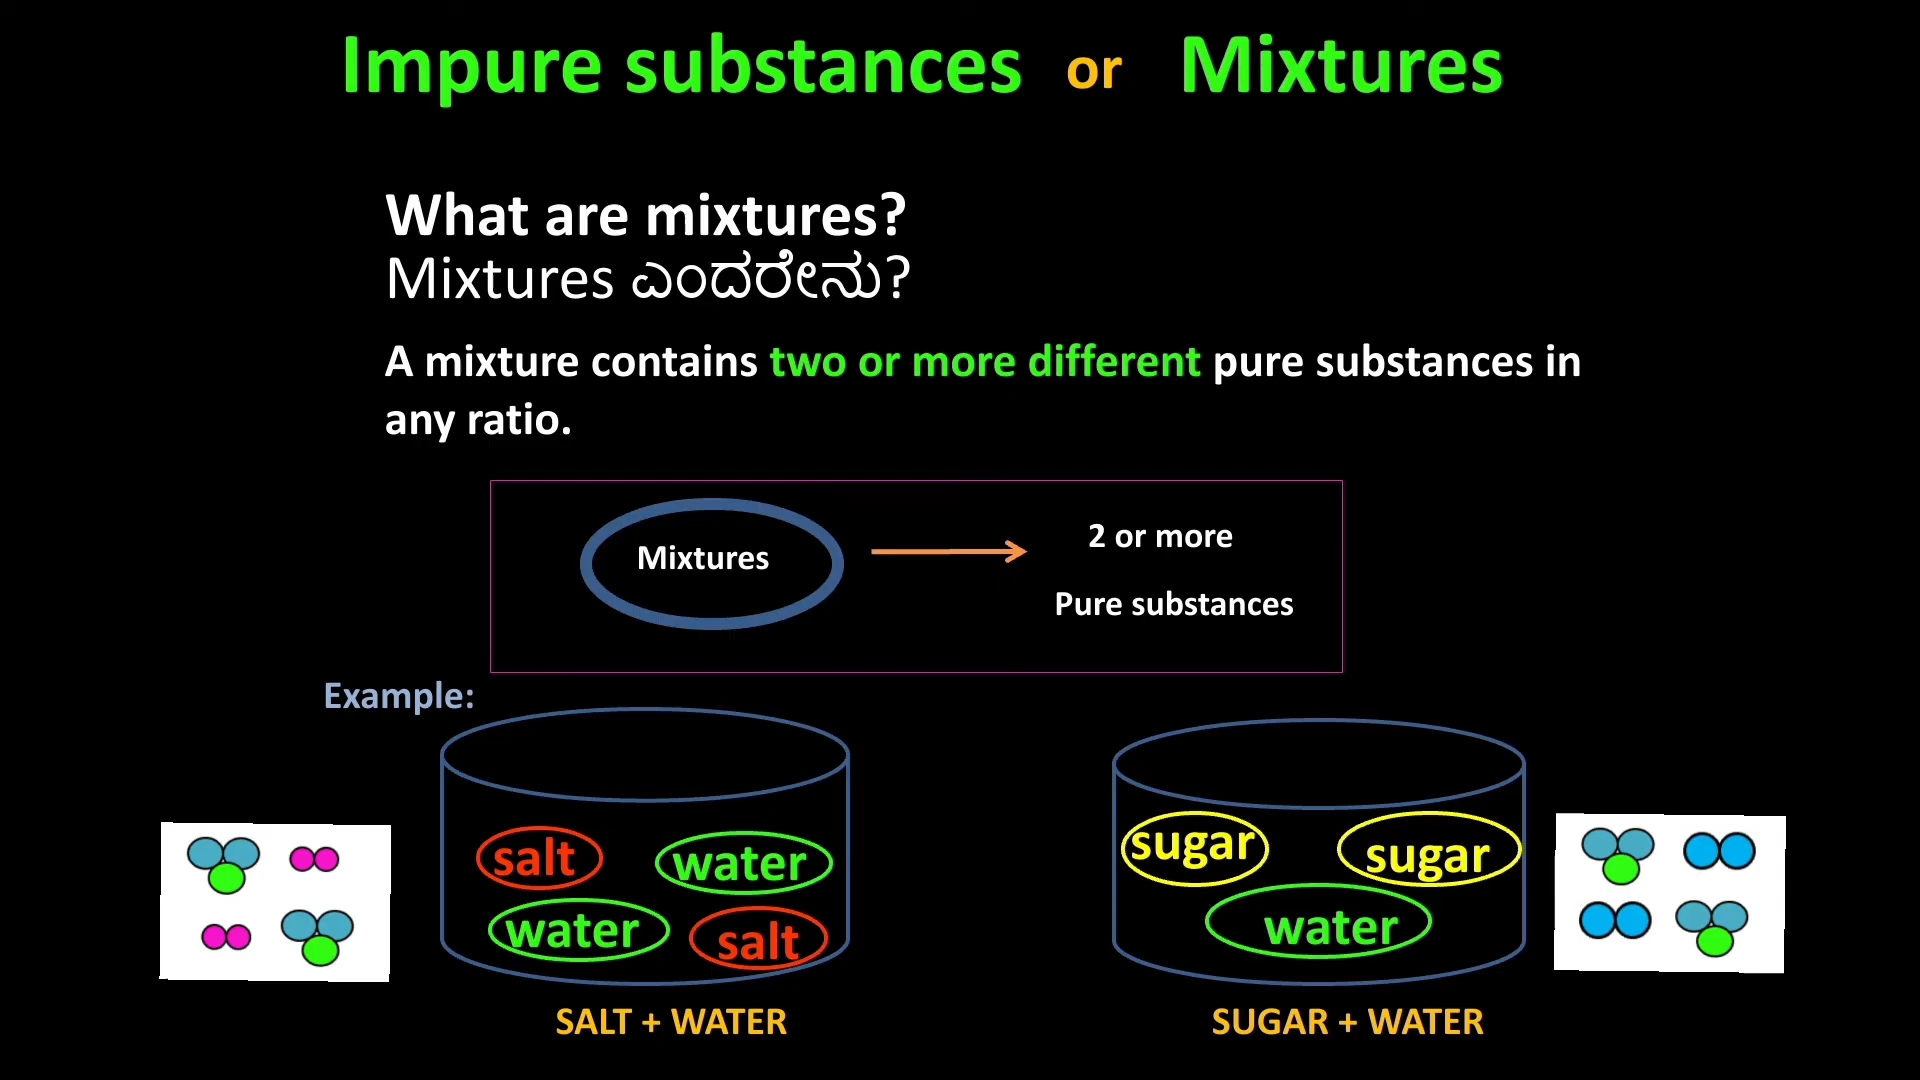 Impure substances or Mixtures
What are mixtures?
Mixtures ಎಂದರೇನು?
A mixture contains two or more different pure substances in
any ratio.
Mixtures
2 or more
Pure substances
Example:
salt water
water salt
sugar sugar
water
SALT + WATER
SUGAR + WATER